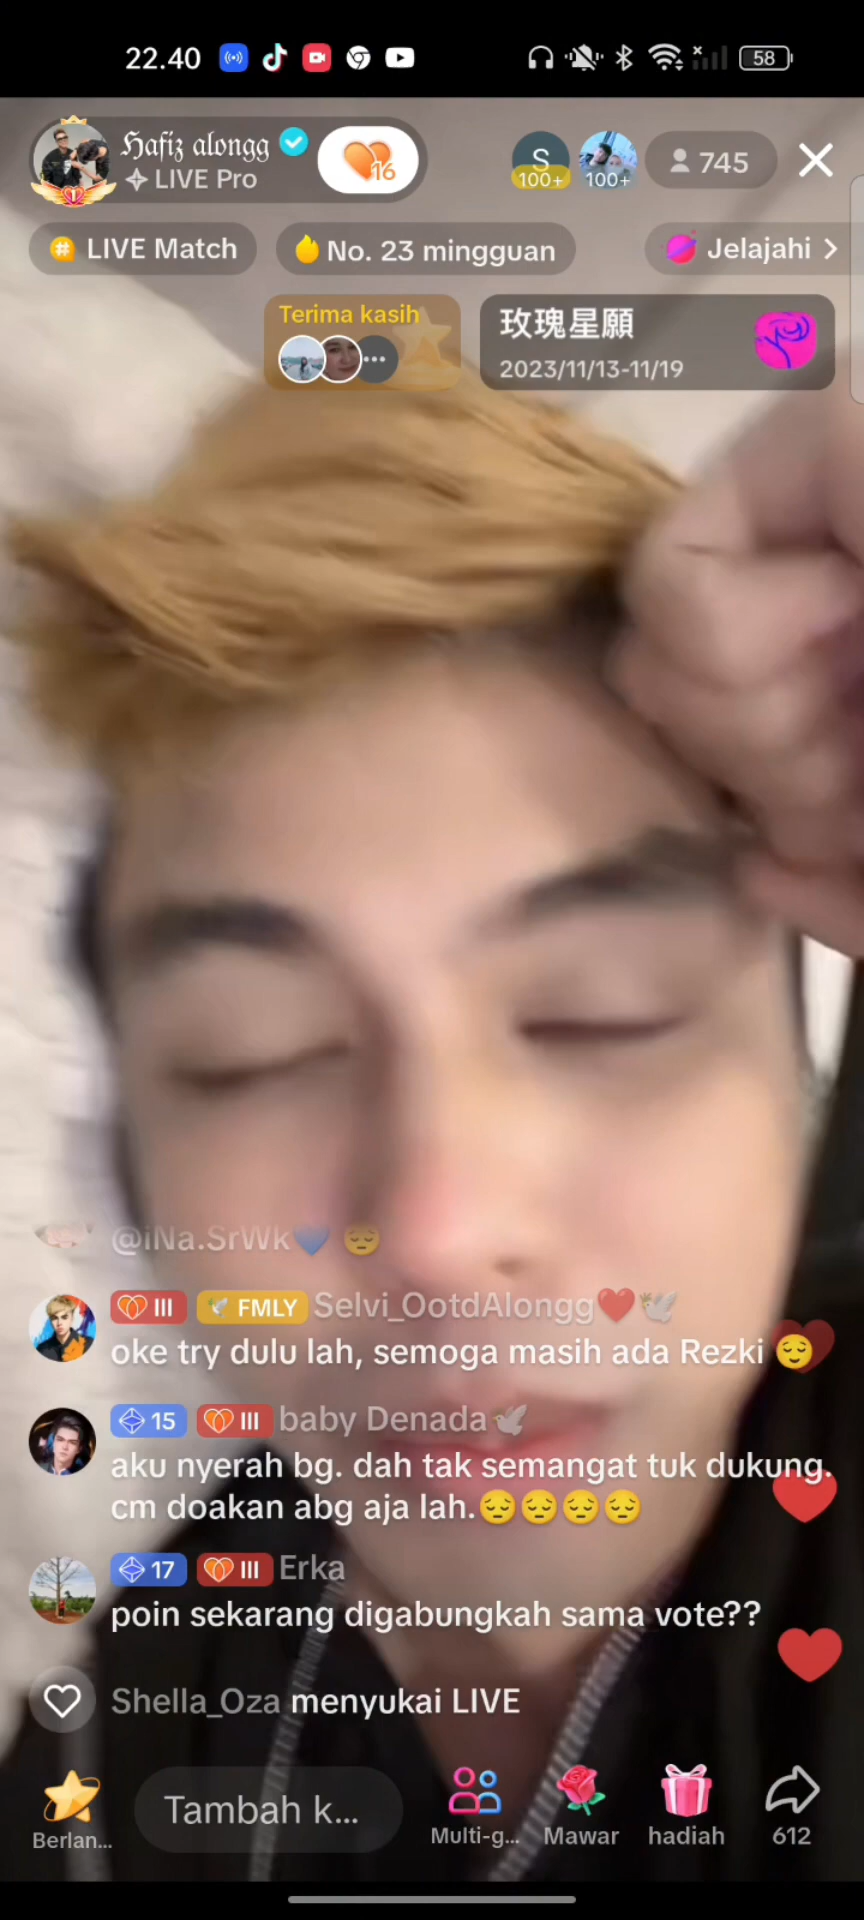 22.40
58
Hafiz alongg
LIVE Pro
16
S
100+
100+
745
LIVE Match
No. 23 mingguan
Jelajahi
Terima kasih
玫瑰星願
2023/11/13-11/19
@iNa.SrWk💙 😔
III FMLY Selvi_OotdAlongg❤️🕊️
oke try dulu lah, semoga masih ada Rezki 😌
15 III baby Denada🕊️
aku nyerah bg. dah tak semangat tuk dukung.
cm doakan abg aja lah.😔😔😔😔
17 III Erka
poin sekarang digabungkah sama vote??
Shella_Oza menyukai LIVE
Berlan...
Tambah k...
Multi-g...
Mawar
hadiah
612